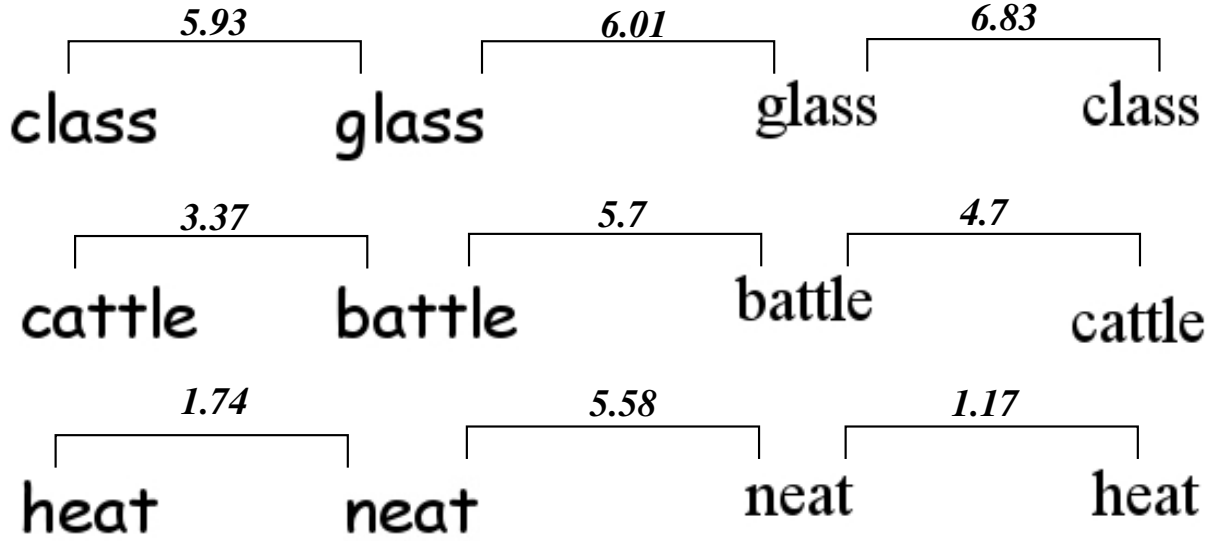 5.93 6.01 6.83
class glass glass class
3.37 5.7 4.7
cattle battle battle cattle
1.74 5.58 1.17
heat neat neat heat